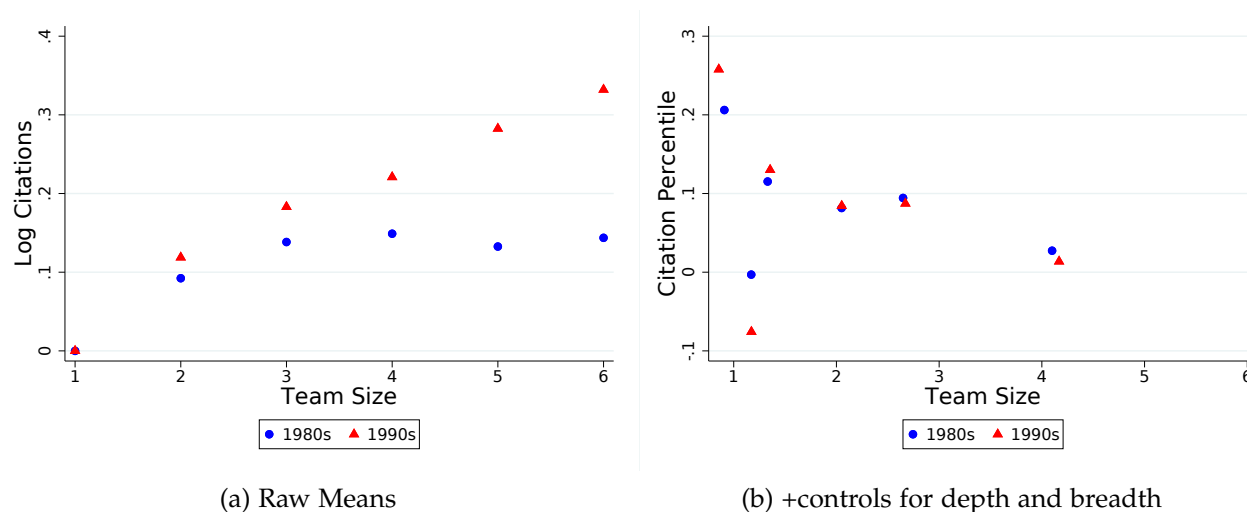 .4
.3
.2
.1
0
Log Citations
1 2 3 4 5 6
Team Size
1980s 1990s
(a) Raw Means
.3
.2
.1
0
-.1
Citation Percentile
1 2 3 4 5 6
Team Size
1980s 1990s
(b) +controls for depth and breadth